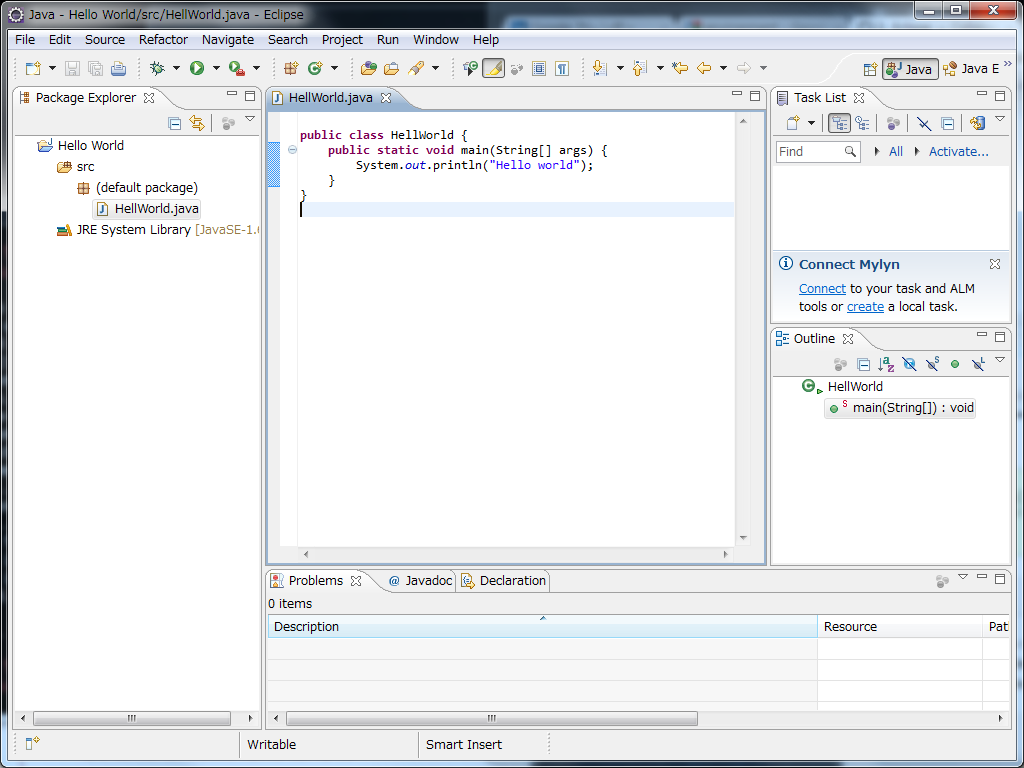 Java - Hello World/src/HellWorld.java - Eclipse
File Edit Source Refactor Navigate Search Project Run Window Help
Java Java E »
Package Explorer
Hello World
src
(default package)
HellWorld.java
JRE System Library [JavaSE-1.
HellWorld.java
public class HellWorld {
public static void main(String[] args) {
System.out.println("Hello world");
}
}
Task List
Find All Activate...
Connect Mylyn
Connect to your task and ALM
tools or create a local task.
Outline
HellWorld
main(String[]) : void
Problems @ Javadoc Declaration
0 items
Description Resource Pat
Writable Smart Insert